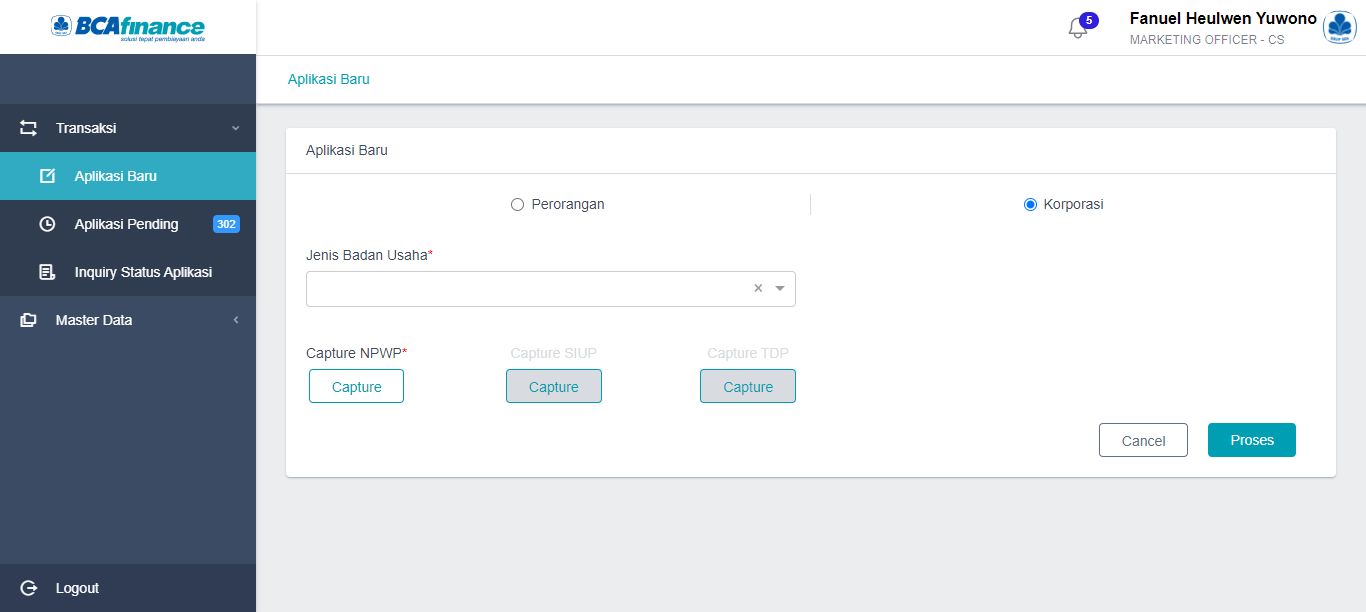 BCAfinance
solusi tepat pembiayaan anda
5
Fanuel Heulwen Yuwono
MARKETING OFFICER - CS
Aplikasi Baru
Transaksi
Aplikasi Baru
Aplikasi Pending 302
Inquiry Status Aplikasi
Master Data
Logout
Aplikasi Baru
Perorangan
Korporasi
Jenis Badan Usaha*
Capture NPWP* Capture SIUP Capture TDP
Capture Capture Capture
Cancel Proses